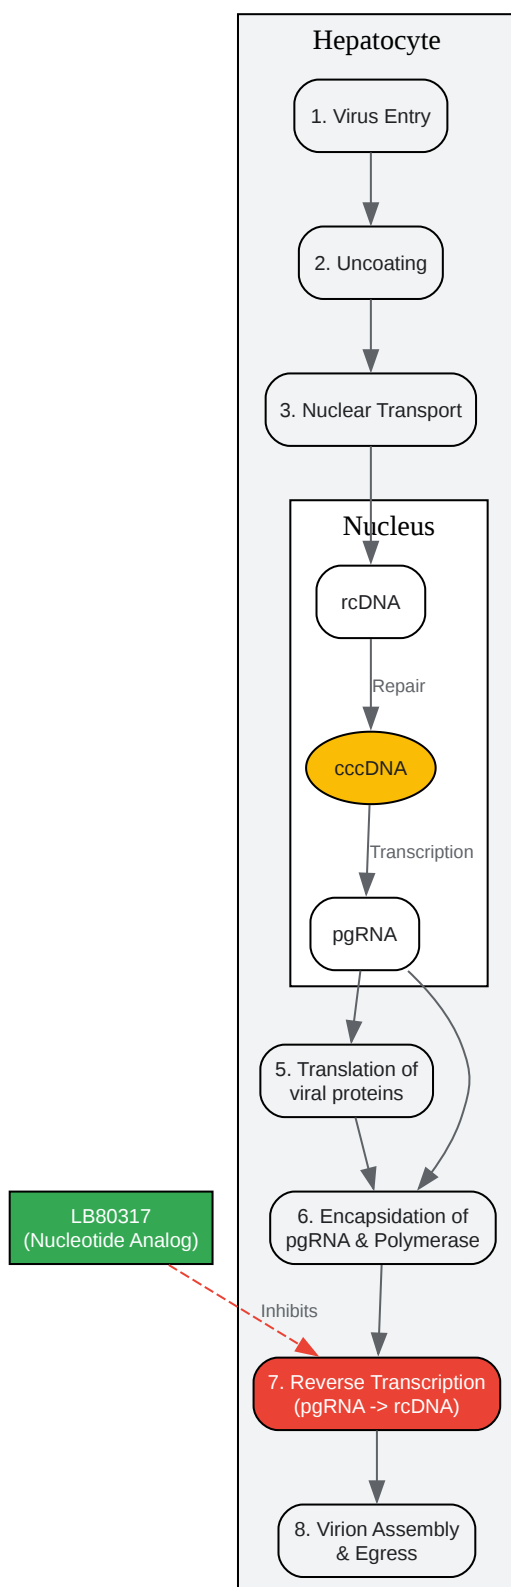 Hepatocyte
1. Virus Entry
2. Uncoating
3. Nuclear Transport
Nucleus
rcDNA
Repair
cccDNA
Transcription
pgRNA
5. Translation of
viral proteins
LB80317
(Nucleotide Analog)
6. Encapsidation of
pgRNA & Polymerase
Inhibits
7. Reverse Transcription
(pgRNA -> rcDNA)
8. Virion Assembly
& Egress